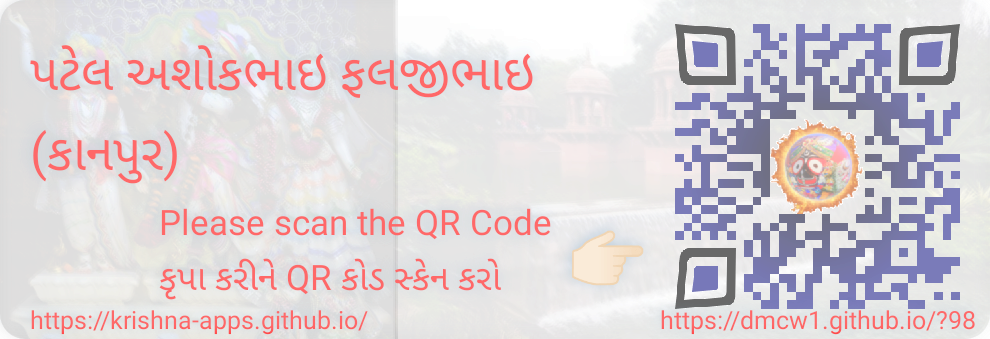 પટેલ અશોકભાઇ ફલજીભાઇ
(કાનપુર)
Please scan the QR Code
કૃપા કરીને QR કોડ સ્કેન કરો
https://krishna-apps.github.io/
https://dmcw1.github.io/?98